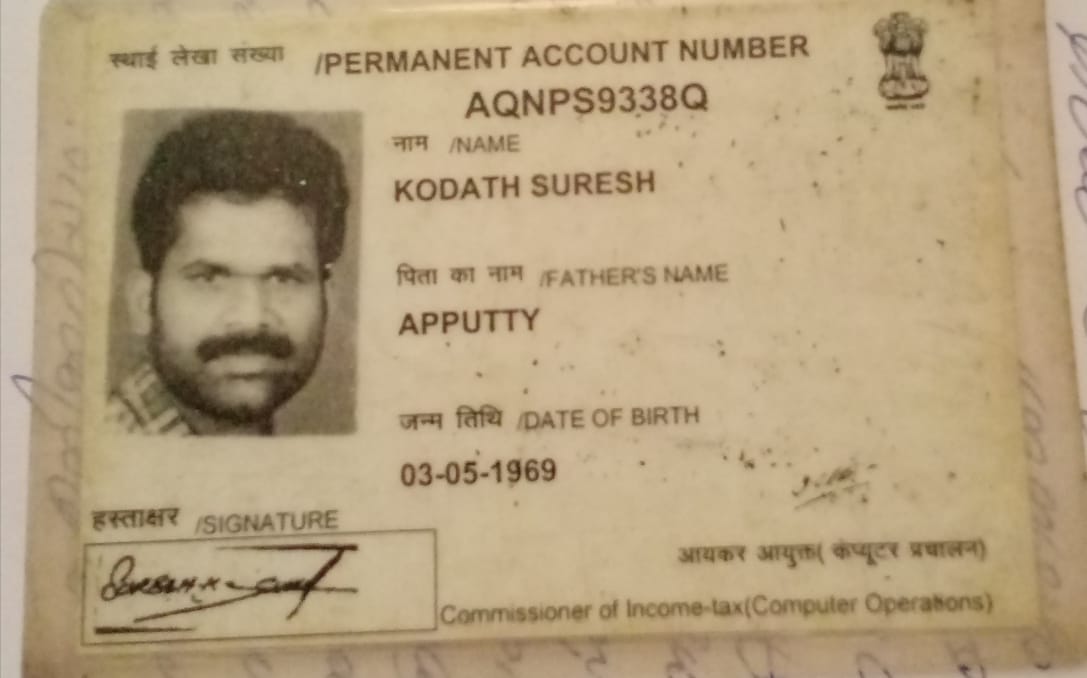 स्थाई लेखा संख्या /PERMANENT ACCOUNT NUMBER
AQNPS9338Q
नाम /NAME
KODATH SURESH
पिता का नाम /FATHER'S NAME
APPUTTY
जन्म तिथि /DATE OF BIRTH
03-05-1969
हस्ताक्षर /SIGNATURE
आयकर आयुक्त( कंप्यूटर प्रचालन)
Commissioner of Income-tax(Computer Operations)